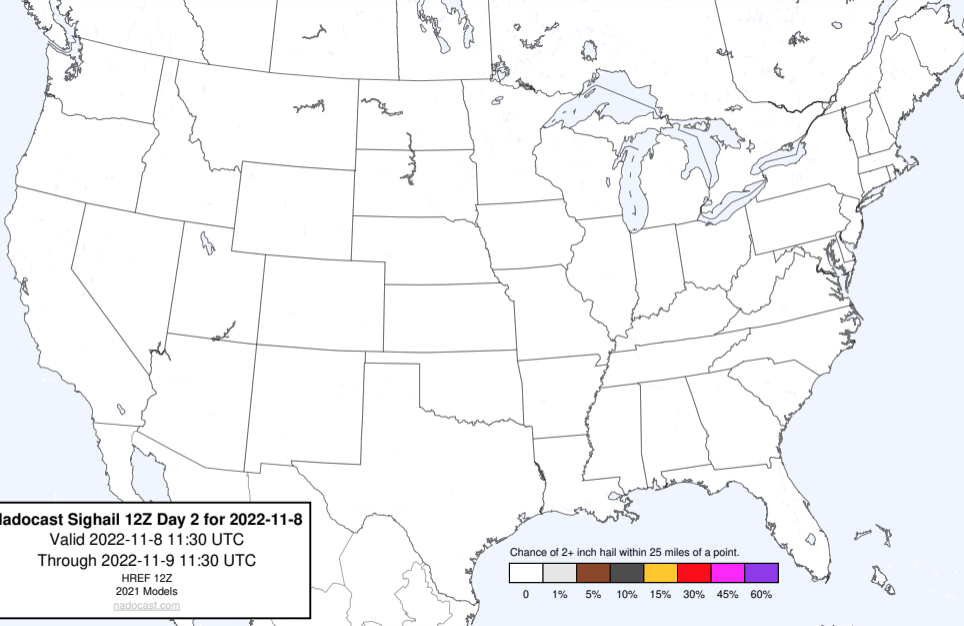 adocast Sighail 12Z Day 2 for 2022-11-8
Valid 2022-11-8 11:30 UTC
Through 2022-11-9 11:30 UTC
HREF 12Z
2021 Models
nadocast.com
Chance of 2+ inch hail within 25 miles of a point.
0 1% 5% 10% 15% 30% 45% 60%